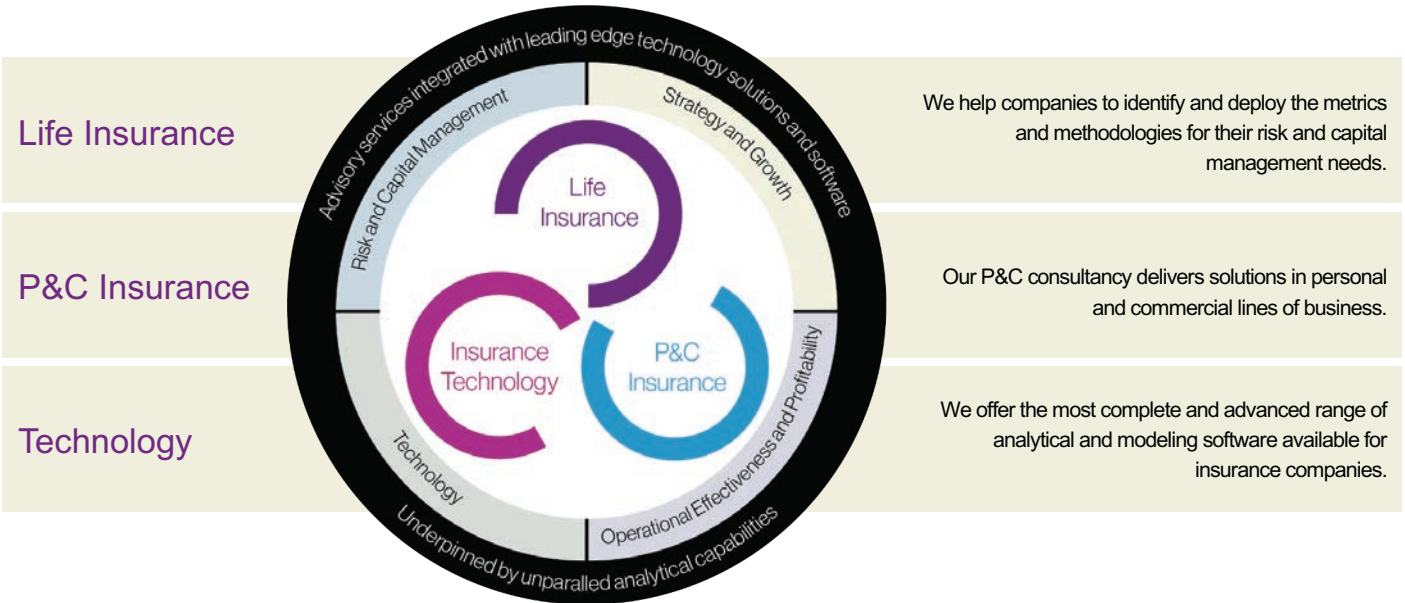 Life Insurance
P&C Insurance
Technology
Advisory services integrated with leading edge technology solutions and software
Risk and Capital Management
Strategy and Growth
Life
Insurance
Insurance
Technology
P&C
Insurance
Technology
Operational Effectiveness and Profitability
Underpinned by unparalled analytical capabilities
We help companies to identify and deploy the metrics
and methodologies for their risk and capital
management needs.
Our P&C consultancy delivers solutions in personal
and commercial lines of business.
We offer the most complete and advanced range of
analytical and modeling software available for
insurance companies.